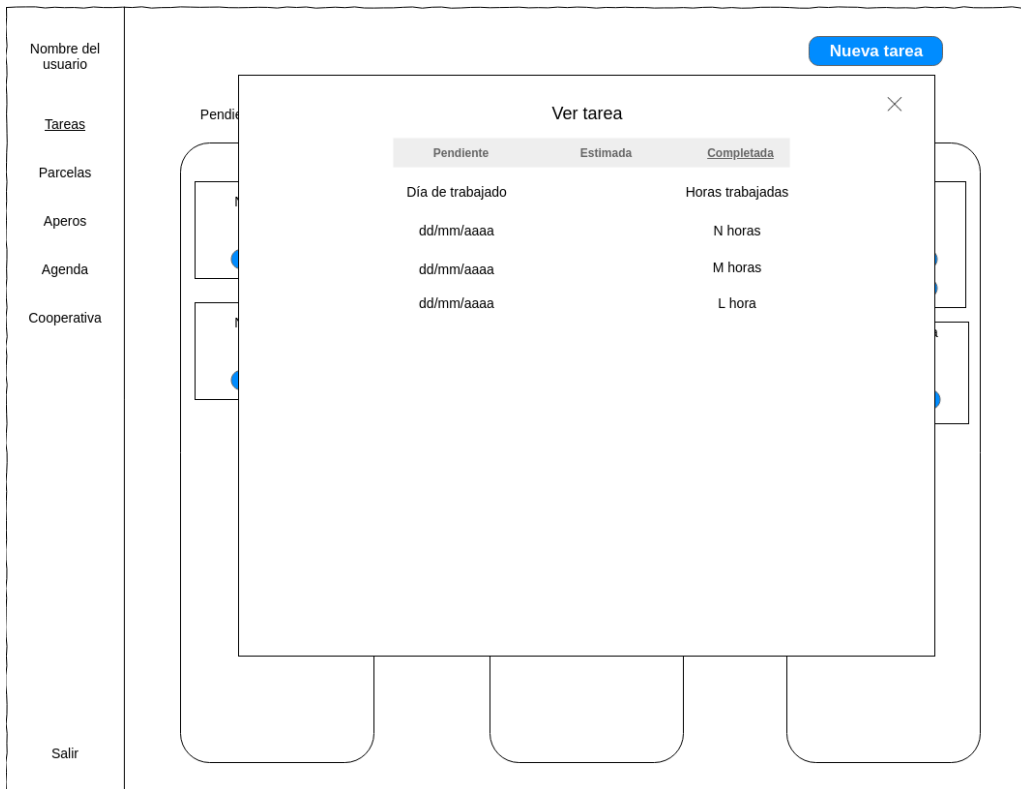 Nombre del
usuario
Nueva tarea
Tareas
Parcelas
Aperos
Agenda
Cooperativa
Salir
Ver tarea
Pendiente
Estimada
Completada
Día de trabajado
Horas trabajadas
dd/mm/aaaa
N horas
dd/mm/aaaa
M horas
dd/mm/aaaa
L hora